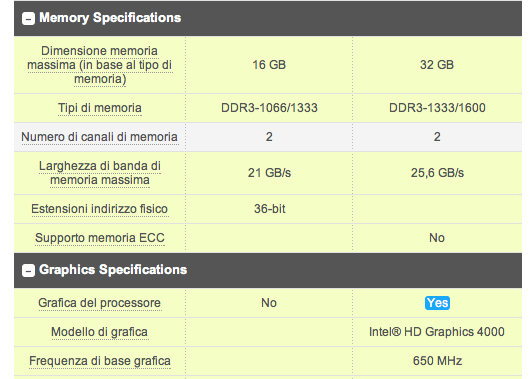 Memory Specifications
Dimensione memoria
massima (in base al tipo di
memoria)
16 GB
32 GB
Tipi di memoria
DDR3-1066/1333
DDR3-1333/1600
Numero di canali di memoria
2
2
Larghezza di banda di
memoria massima
21 GB/s
25,6 GB/s
Estensioni indirizzo fisico
36-bit
Supporto memoria ECC
No
Graphics Specifications
Grafica del processore
No
Yes
Modello di grafica
Intel® HD Graphics 4000
Frequenza di base grafica
650 MHz